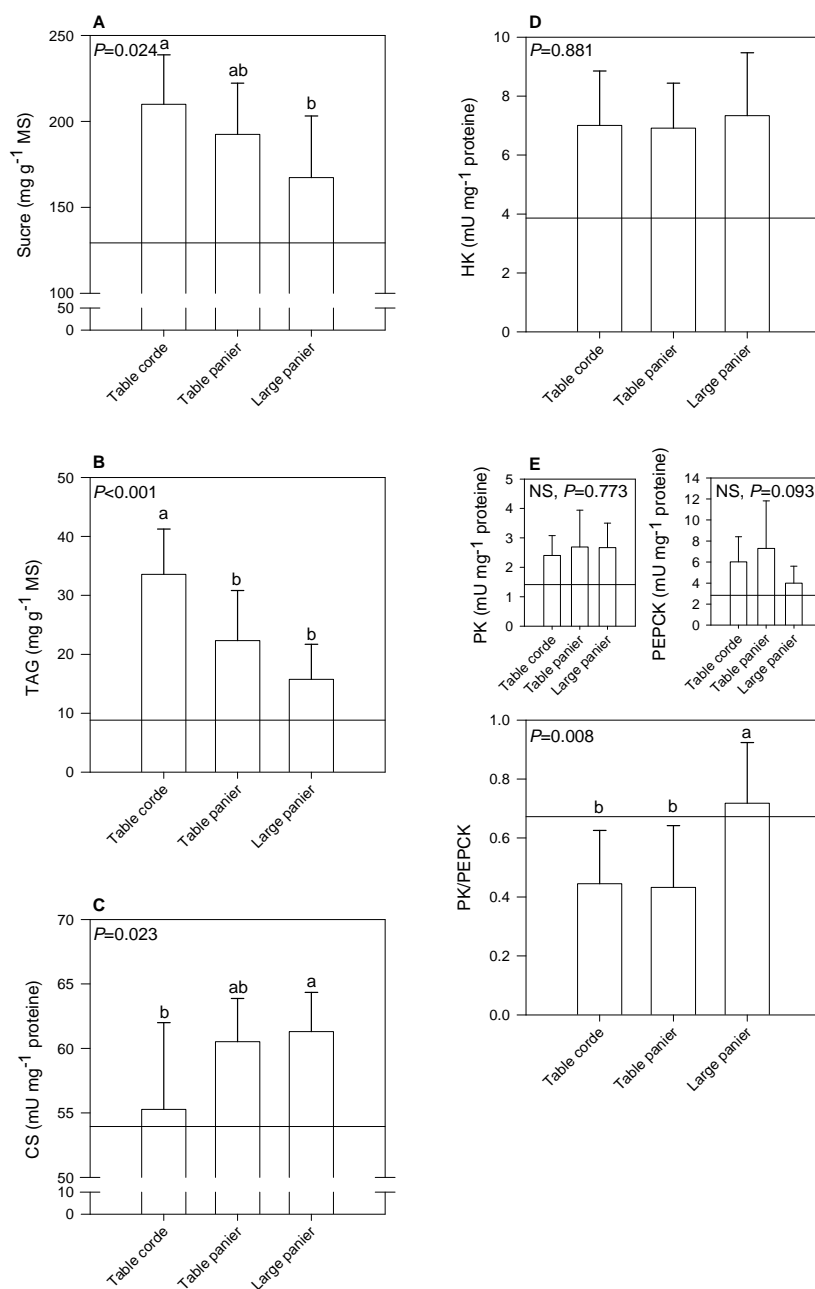 A
P=0.024
a
ab
b
250
200
150
100
50
0
Sucre (mg g⁻¹ MS)
Table corde
Table panier
Large panier
B
P<0.001
a
b
b
50
40
30
20
10
0
TAG (mg g⁻¹ MS)
Table corde
Table panier
Large panier
C
P=0.023
b
ab
a
70
65
60
55
50
10
0
CS (mU mg⁻¹ proteine)
Table corde
Table panier
Large panier
D
P=0.881
10
8
6
4
2
0
HK (mU mg⁻¹ proteine)
Table corde
Table panier
Large panier
E
NS, P=0.773
5
4
3
2
1
0
PK (mU mg⁻¹ proteine)
Table corde
Table panier
Large panier
NS, P=0.093
14
12
10
8
6
4
2
0
PEPCK (mU mg⁻¹ proteine)
Table corde
Table panier
Large panier
P=0.008
b
b
a
1.0
0.8
0.6
0.4
0.2
0.0
PK/PEPCK
Table corde
Table panier
Large panier